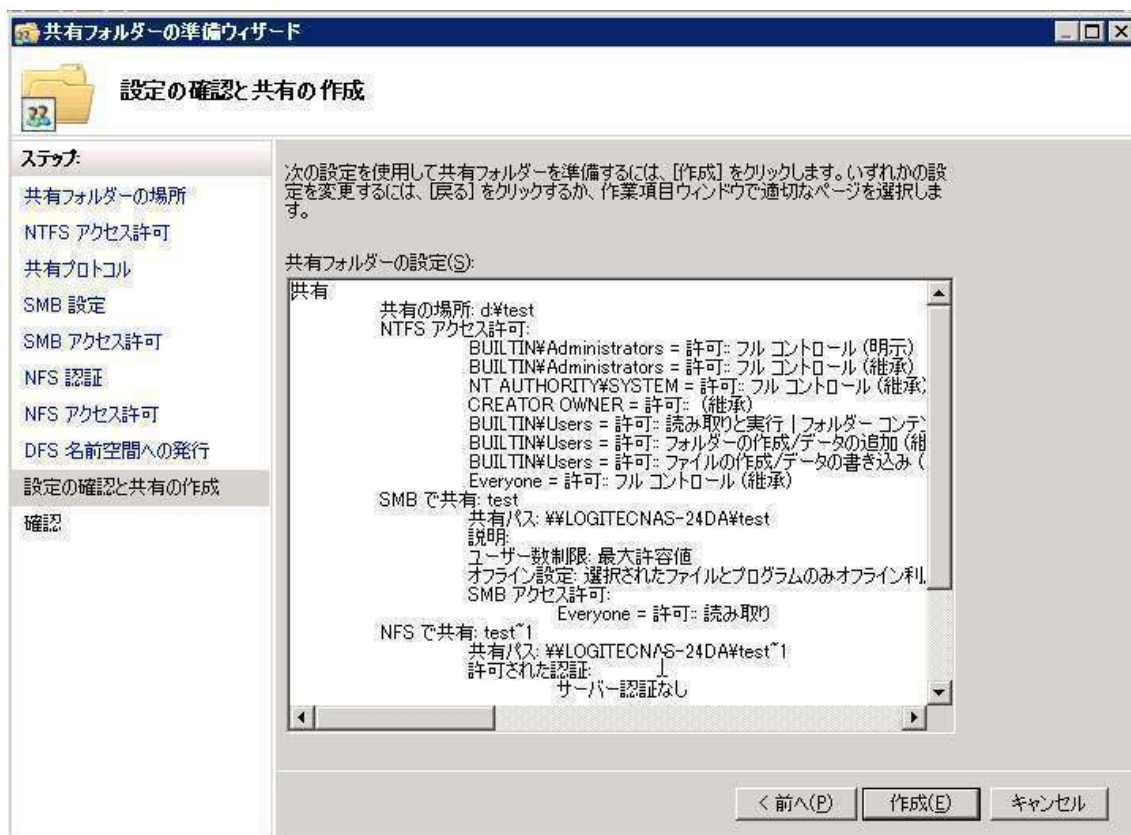 共有フォルダーの準備ウィザード
設定の確認と共有の作成
ステップ:
共有フォルダーの場所
NTFS アクセス許可
共有プロトコル
SMB 設定
SMB アクセス許可
NFS 認証
NFS アクセス許可
DFS 名前空間への発行
設定の確認と共有の作成
確認
次の設定を使用して共有フォルダーを準備するには、[作成] をクリックします。いずれかの設
定を変更するには、[戻る] をクリックするか、作業項目ウィンドウで適切なページを選択しま
す。
共有フォルダーの設定(S):
共有
共有の場所: d¥test
NTFS アクセス許可:
BUILTIN¥Administrators = 許可:: フル コントロール (明示)
BUILTIN¥Administrators = 許可:: フル コントロール (継承)
NT AUTHORITY¥SYSTEM = 許可:: フル コントロール (継承)
CREATOR OWNER = 許可:: (継承)
BUILTIN¥Users = 許可:: 読み取りと実行 | フォルダー コンテン
BUILTIN¥Users = 許可:: フォルダーの作成/データの追加 (継
BUILTIN¥Users = 許可:: ファイルの作成/データの書き込み (
Everyone = 許可:: フル コントロール (継承)
SMB で共有: test
共有パス: ¥¥LOGITECNAS-24DA¥test
説明:
ユーザー数制限: 最大許容値
オフライン設定: 選択されたファイルとプログラムのみオフライン利
SMB アクセス許可:
Everyone = 許可:: 読み取り
NFS で共有: test~1
共有パス: ¥¥LOGITECNAS-24DA¥test~1
許可された認証:
サーバー認証なし
< 前へ(P)
作成(E)
キャンセル